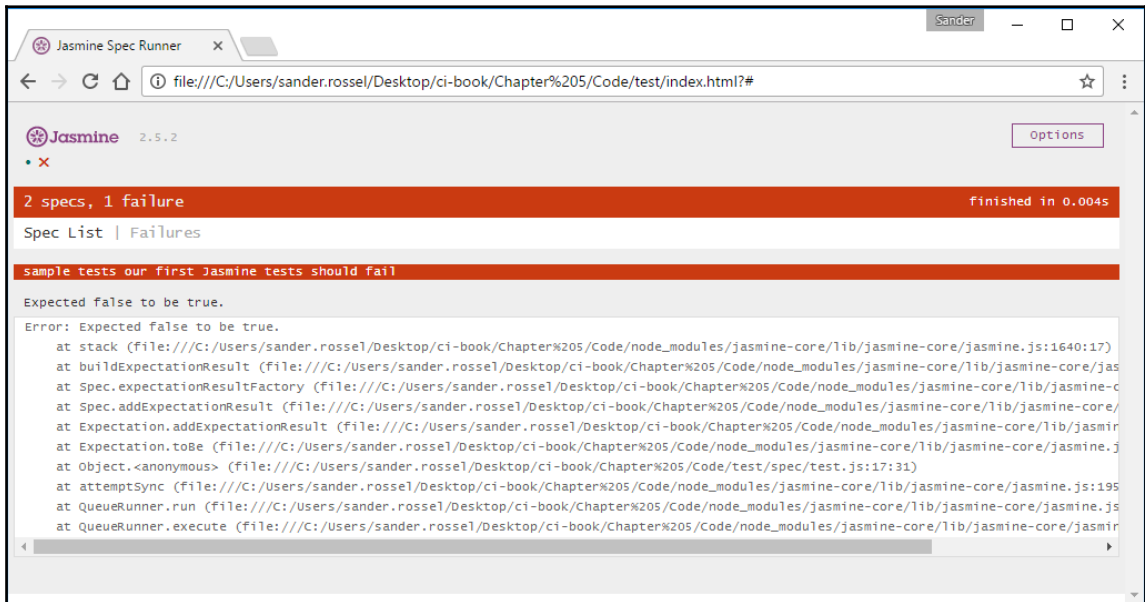 Sander
Jasmine Spec Runner
file:///C:/Users/sander.rossel/Desktop/ci-book/Chapter%205/Code/test/index.html?#
Jasmine 2.5.2
Options
2 specs, 1 failure finished in 0.004s
Spec List | Failures
sample tests our first Jasmine tests should fail
Expected false to be true.
Error: Expected false to be true.
at stack (file:///C:/Users/sander.rossel/Desktop/ci-book/Chapter%205/Code/node_modules/jasmine-core/lib/jasmine-core/jasmine.js:1640:17)
at buildExpectationResult (file:///C:/Users/sander.rossel/Desktop/ci-book/Chapter%205/Code/node_modules/jasmine-core/lib/jasmine-core/jas
at Spec.expectationResultFactory (file:///C:/Users/sander.rossel/Desktop/ci-book/Chapter%205/Code/node_modules/jasmine-core/lib/jasmine-c
at Spec.addExpectationResult (file:///C:/Users/sander.rossel/Desktop/ci-book/Chapter%205/Code/node_modules/jasmine-core/lib/jasmine-core/
at Expectation.addExpectationResult (file:///C:/Users/sander.rossel/Desktop/ci-book/Chapter%205/Code/node_modules/jasmine-core/lib/jasmin
at Expectation.toBe (file:///C:/Users/sander.rossel/Desktop/ci-book/Chapter%205/Code/node_modules/jasmine-core/lib/jasmine-core/jasmine.j
at Object.<anonymous> (file:///C:/Users/sander.rossel/Desktop/ci-book/Chapter%205/Code/test/spec/test.js:17:31)
at attemptSync (file:///C:/Users/sander.rossel/Desktop/ci-book/Chapter%205/Code/node_modules/jasmine-core/lib/jasmine-core/jasmine.js:195
at QueueRunner.run (file:///C:/Users/sander.rossel/Desktop/ci-book/Chapter%205/Code/node_modules/jasmine-core/lib/jasmine-core/jasmine.js
at QueueRunner.execute (file:///C:/Users/sander.rossel/Desktop/ci-book/Chapter%205/Code/node_modules/jasmine-core/lib/jasmine-core/jasmin